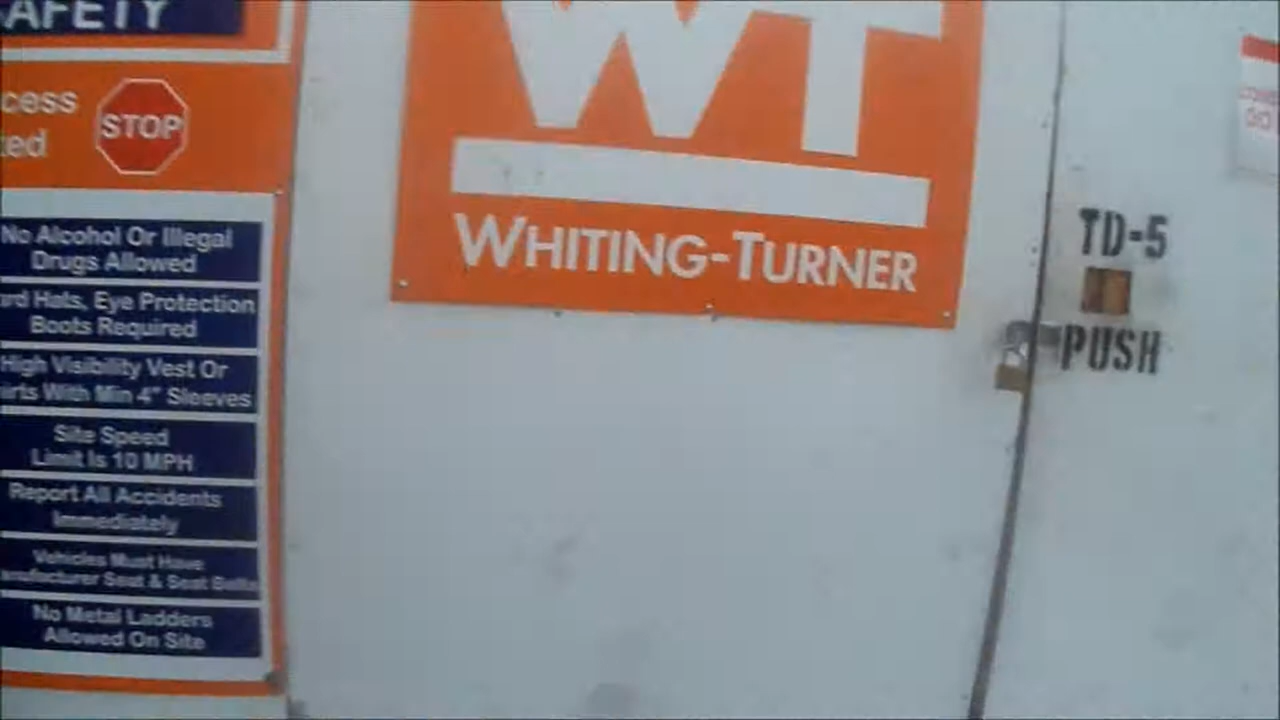 AFETY
cess
ted
STOP
No Alcohol Or Illegal
Drugs Allowed
ard Hats, Eye Protection
Boots Required
High Visibility Vest Or
irts With Min 4" Sleeves
Site Speed
Limit Is 10 MPH
Report All Accidents
Immediately
Vehicles Must Have
anufacturer Seat & Seat Belts
No Metal Ladders
Allowed On Site
WT
WHITING-TURNER
TD-5
PUSH